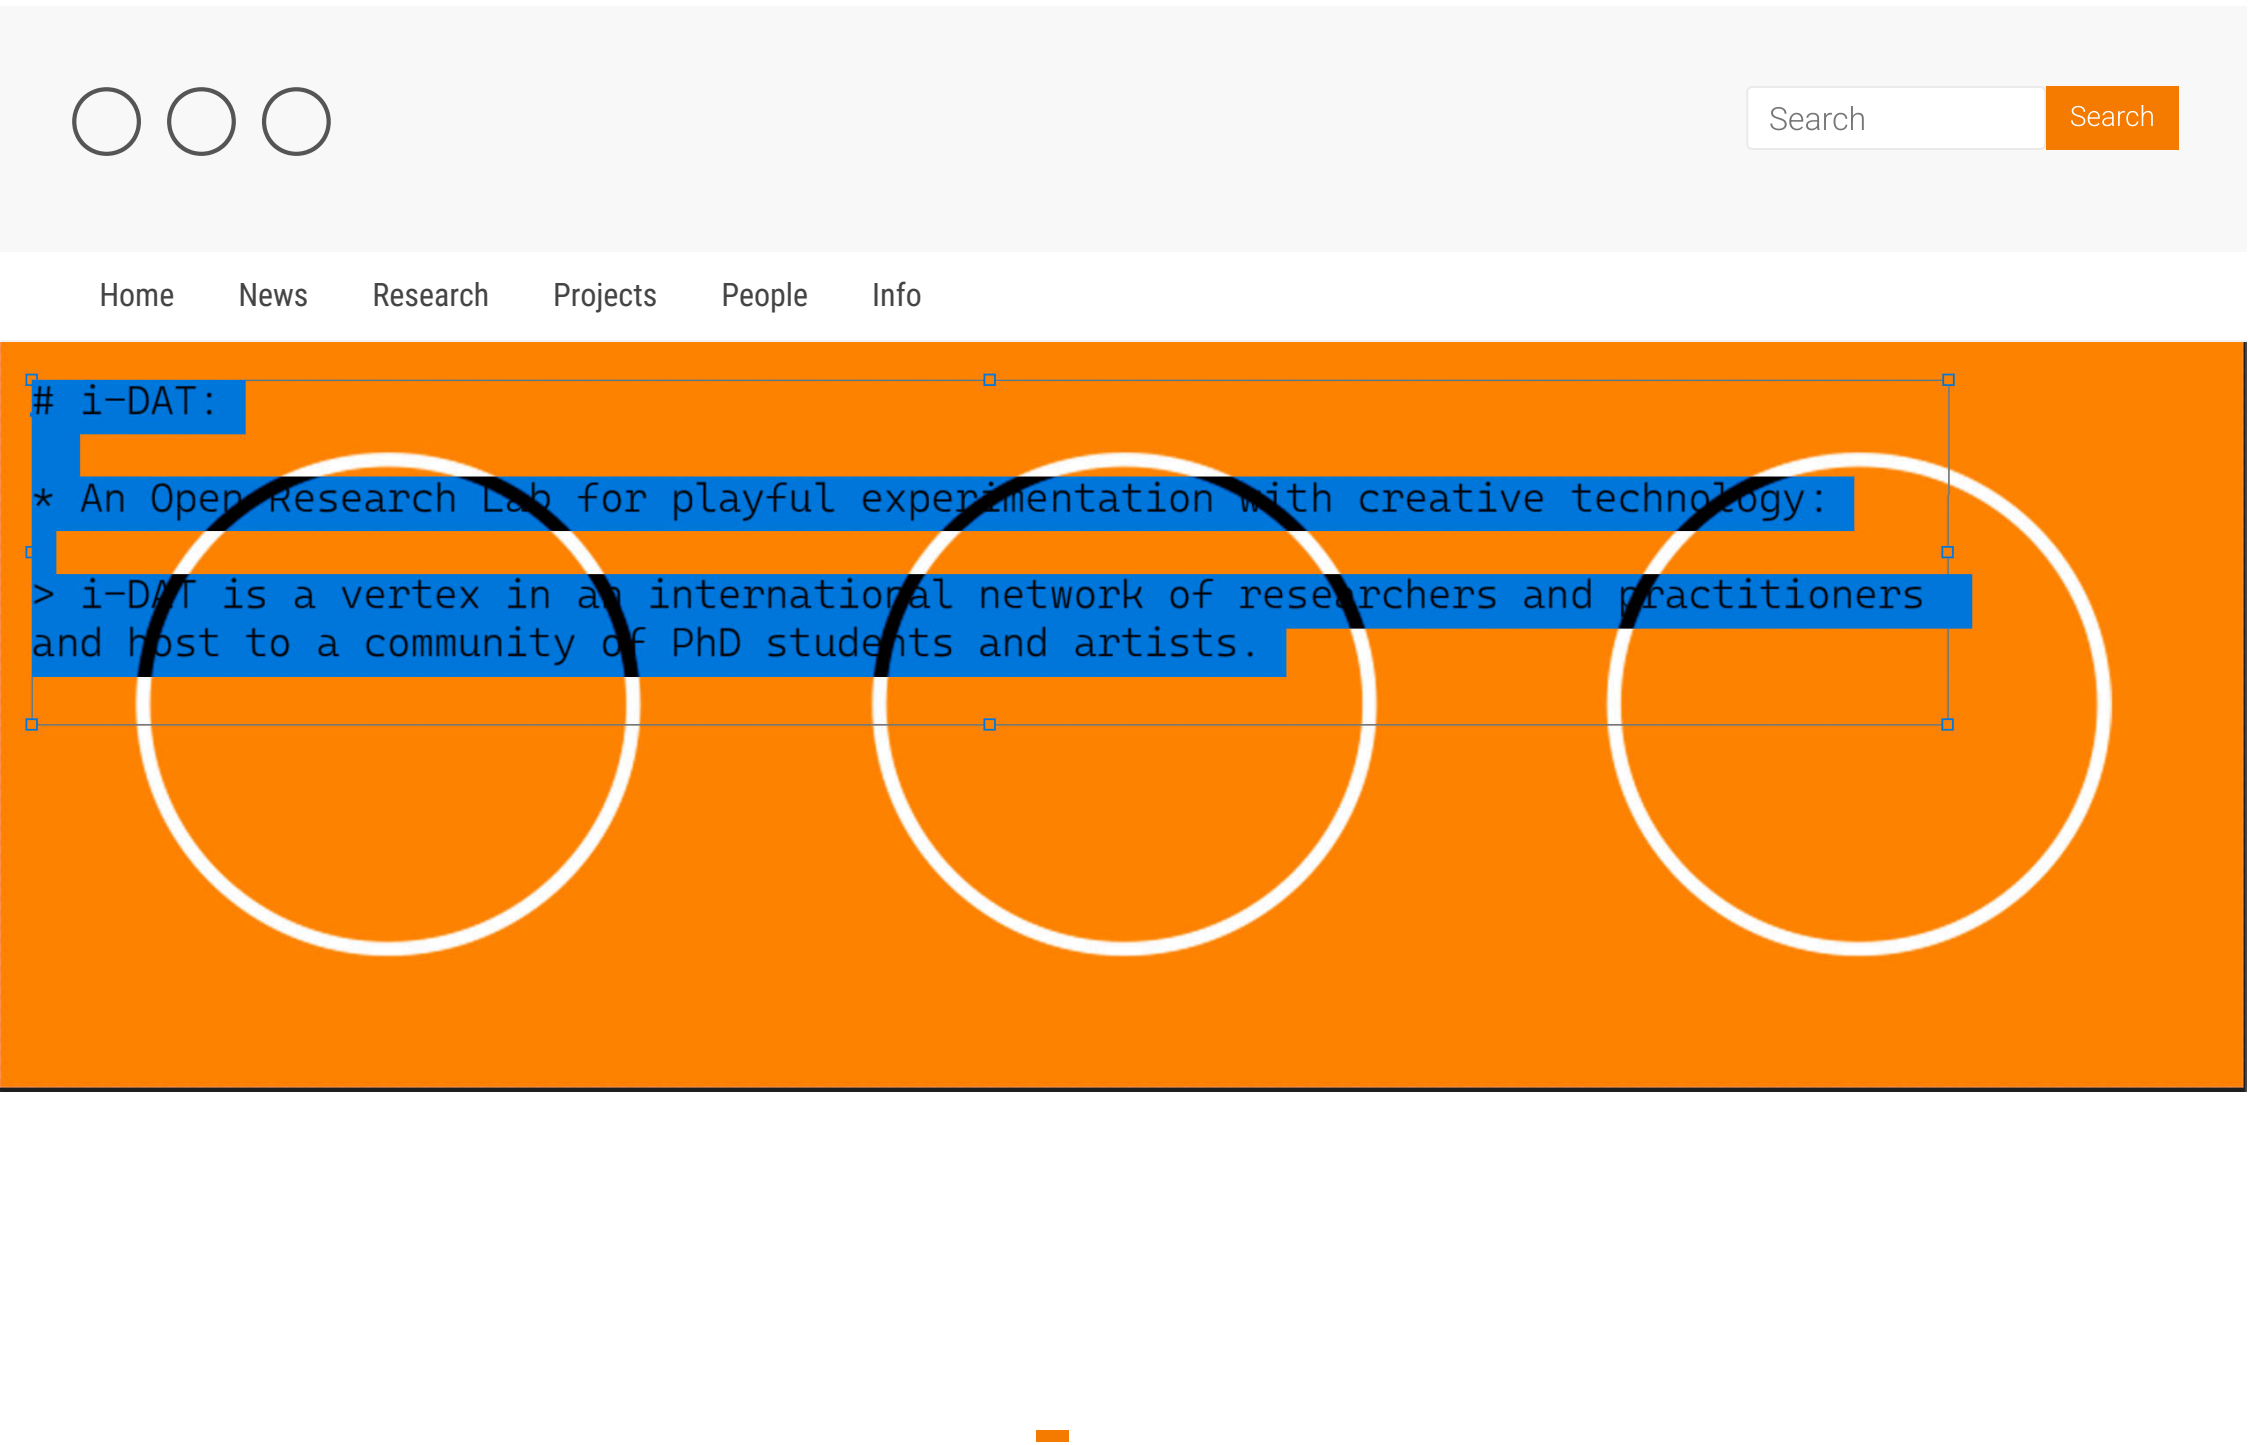 Search Search
Home News Research Projects People Info
# i-DAT:
* An Open Research Lab for playful experimentation with creative technology:
> i-DAT is a vertex in an international network of researchers and practitioners
and host to a community of PhD students and artists.